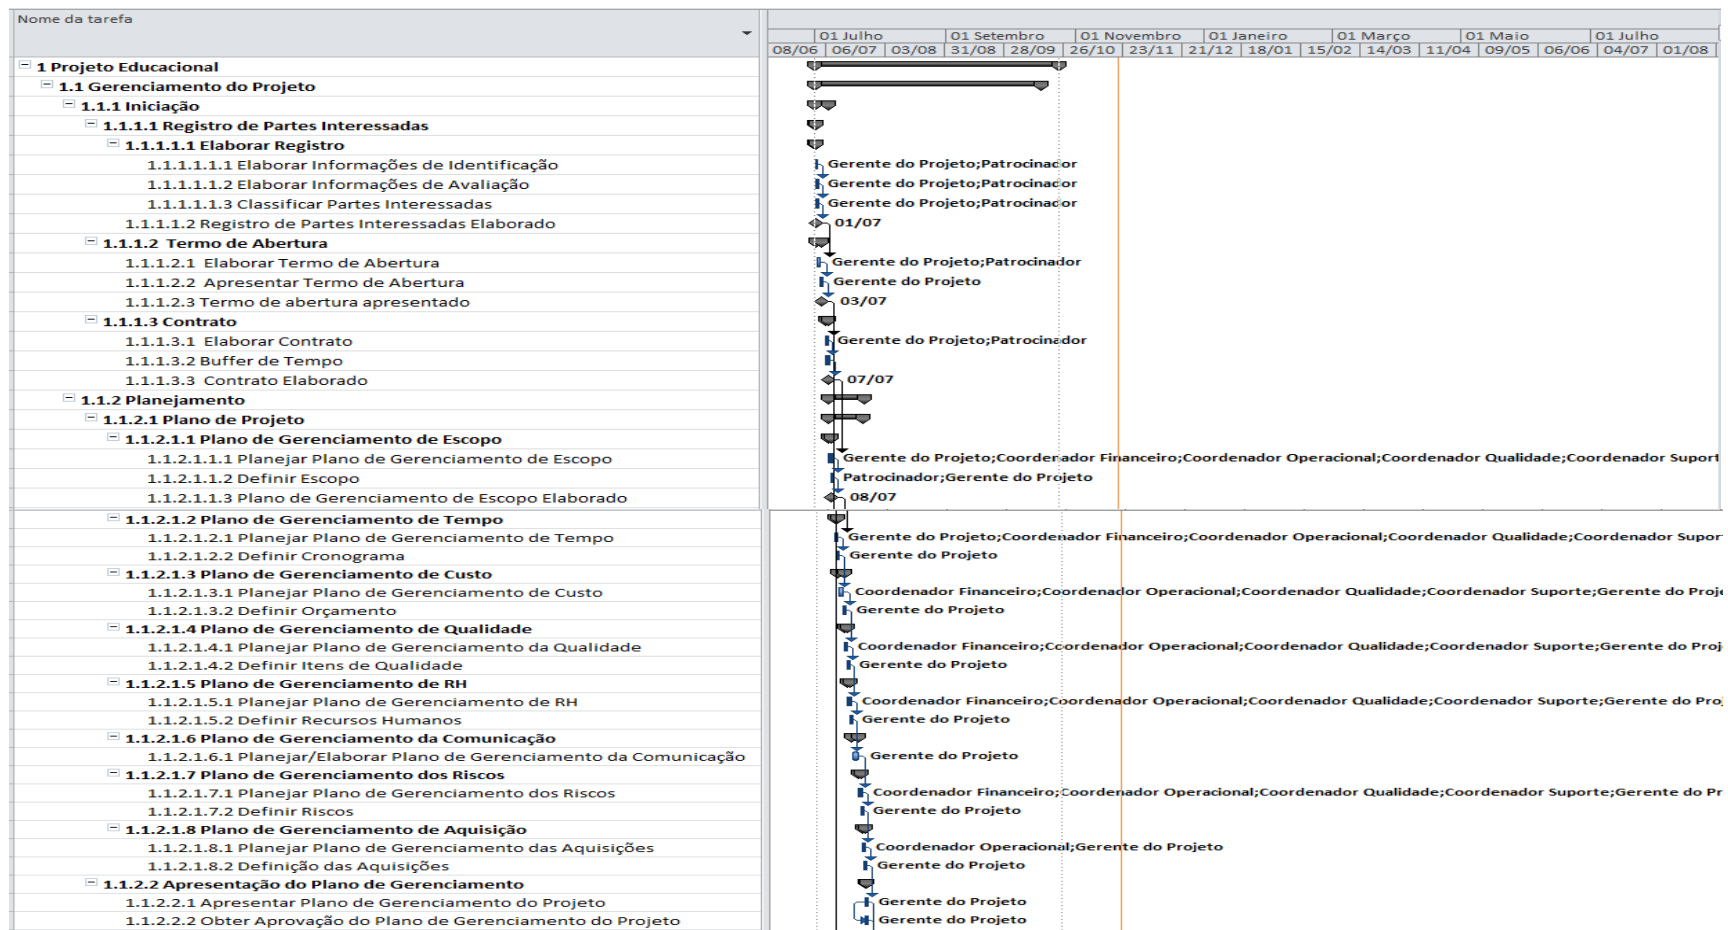 Nome da tarefa
01 Julho 01 Setembro 01 Novembro 01 Janeiro 01 Março 01 Maio 01 Julho
08/06 06/07 03/08 31/08 28/09 26/10 23/11 21/12 18/01 15/02 14/03 11/04 09/05 06/06 04/07 01/08
1 Projeto Educacional
1.1 Gerenciamento do Projeto
1.1.1 Iniciação
1.1.1.1 Registro de Partes Interessadas
1.1.1.1.1 Elaborar Registro
1.1.1.1.1.1 Elaborar Informações de Identificação Gerente do Projeto;Patrocinador
1.1.1.1.1.2 Elaborar Informações de Avaliação Gerente do Projeto;Patrocinador
1.1.1.1.1.3 Classificar Partes Interessadas Gerente do Projeto;Patrocinador
1.1.1.1.2 Registro de Partes Interessadas Elaborado 01/07
1.1.1.2 Termo de Abertura
1.1.1.2.1 Elaborar Termo de Abertura Gerente do Projeto;Patrocinador
1.1.1.2.2 Apresentar Termo de Abertura Gerente do Projeto
1.1.1.2.3 Termo de abertura apresentado 03/07
1.1.1.3 Contrato
1.1.1.3.1 Elaborar Contrato Gerente do Projeto;Patrocinador
1.1.1.3.2 Buffer de Tempo
1.1.1.3.3 Contrato Elaborado 07/07
1.1.2 Planejamento
1.1.2.1 Plano de Projeto
1.1.2.1.1 Plano de Gerenciamento de Escopo
1.1.2.1.1.1 Planejar Plano de Gerenciamento de Escopo Gerente do Projeto;Coordenador Financeiro;Coordenador Operacional;Coordenador Qualidade;Coordenador Suport
1.1.2.1.1.2 Definir Escopo Patrocinador;Gerente do Projeto
1.1.2.1.1.3 Plano de Gerenciamento de Escopo Elaborado 08/07
1.1.2.1.2 Plano de Gerenciamento de Tempo
1.1.2.1.2.1 Planejar Plano de Gerenciamento de Tempo Gerente do Projeto;Coordenador Financeiro;Coordenador Operacional;Coordenador Qualidade;Coordenador Supor
1.1.2.1.2.2 Definir Cronograma Gerente do Projeto
1.1.2.1.3 Plano de Gerenciamento de Custo
1.1.2.1.3.1 Planejar Plano de Gerenciamento de Custo Coordenador Financeiro;Coordenador Operacional;Coordenador Qualidade;Coordenador Suporte;Gerente do Proje
1.1.2.1.3.2 Definir Orçamento Gerente do Projeto
1.1.2.1.4 Plano de Gerenciamento de Qualidade
1.1.2.1.4.1 Planejar Plano de Gerenciamento da Qualidade Coordenador Financeiro;Coordenador Operacional;Coordenador Qualidade;Coordenador Suporte;Gerente do Proj
1.1.2.1.4.2 Definir Itens de Qualidade Gerente do Projeto
1.1.2.1.5 Plano de Gerenciamento de RH
1.1.2.1.5.1 Planejar Plano de Gerenciamento de RH Coordenador Financeiro;Coordenador Operacional;Coordenador Qualidade;Coordenador Suporte;Gerente do Proj
1.1.2.1.5.2 Definir Recursos Humanos Gerente do Projeto
1.1.2.1.6 Plano de Gerenciamento da Comunicação
1.1.2.1.6.1 Planejar/Elaborar Plano de Gerenciamento da Comunicação Gerente do Projeto
1.1.2.1.7 Plano de Gerenciamento dos Riscos
1.1.2.1.7.1 Planejar Plano de Gerenciamento dos Riscos Coordenador Financeiro;Coordenador Operacional;Coordenador Qualidade;Coordenador Suporte;Gerente do Pr
1.1.2.1.7.2 Definir Riscos Gerente do Projeto
1.1.2.1.8 Plano de Gerenciamento de Aquisição
1.1.2.1.8.1 Planejar Plano de Gerenciamento das Aquisições Coordenador Operacional;Gerente do Projeto
1.1.2.1.8.2 Definição das Aquisições Gerente do Projeto
1.1.2.2 Apresentação do Plano de Gerenciamento
1.1.2.2.1 Apresentar Plano de Gerenciamento do Projeto Gerente do Projeto
1.1.2.2.2 Obter Aprovação do Plano de Gerenciamento do Projeto Gerente do Projeto